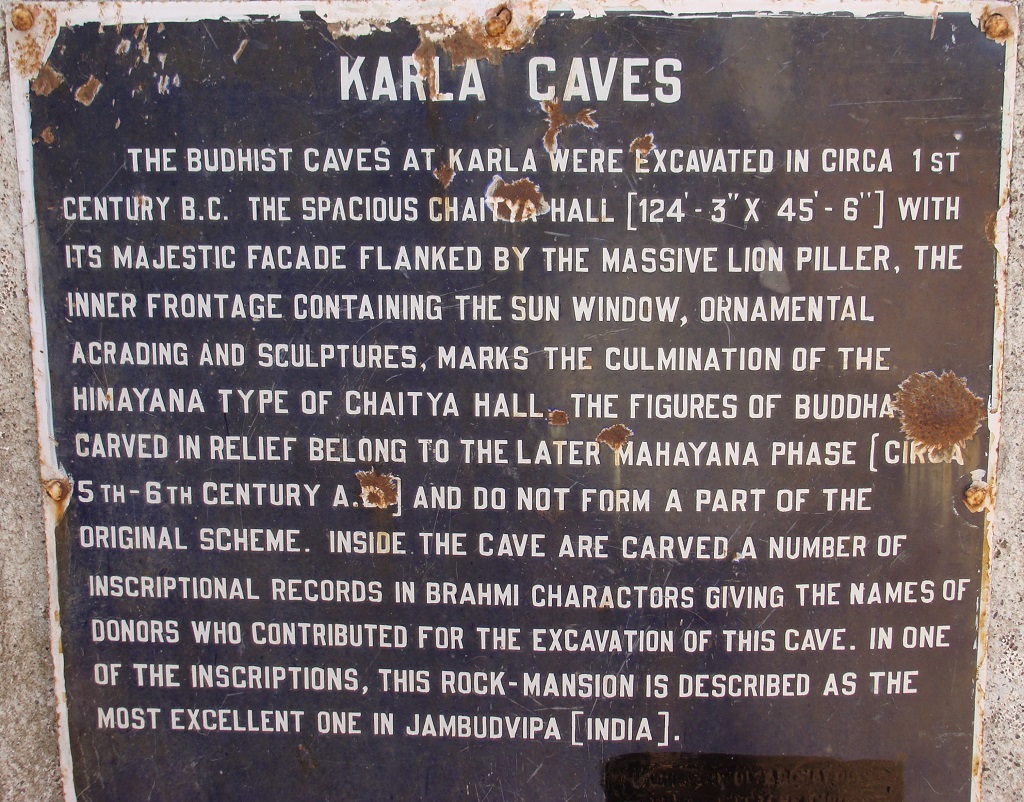 KARLA CAVES
THE BUDHIST CAVES AT KARLA WERE EXCAVATED IN CIRCA 1 ST
CENTURY B.C. THE SPACIOUS CHAITYA HALL [124' - 3" X 45' - 6"] WITH
ITS MAJESTIC FACADE FLANKED BY THE MASSIVE LION PILLER, THE
INNER FRONTAGE CONTAINING THE SUN WINDOW, ORNAMENTAL
ACRADING AND SCULPTURES, MARKS THE CULMINATION OF THE
HIMAYANA TYPE OF CHAITYA HALL. THE FIGURES OF BUDDHA
CARVED IN RELIEF BELONG TO THE LATER MAHAYANA PHASE [CIRCA
5TH-6TH CENTURY A.D] AND DO NOT FORM A PART OF THE
ORIGINAL SCHEME. INSIDE THE CAVE ARE CARVED A NUMBER OF
INSCRIPTIONAL RECORDS IN BRAHMI CHARACTORS GIVING THE NAMES OF
DONORS WHO CONTRIBUTED FOR THE EXCAVATION OF THIS CAVE. IN ONE
OF THE INSCRIPTIONS, THIS ROCK-MANSION IS DESCRIBED AS THE
MOST EXCELLENT ONE IN JAMBUDVIPA [INDIA].